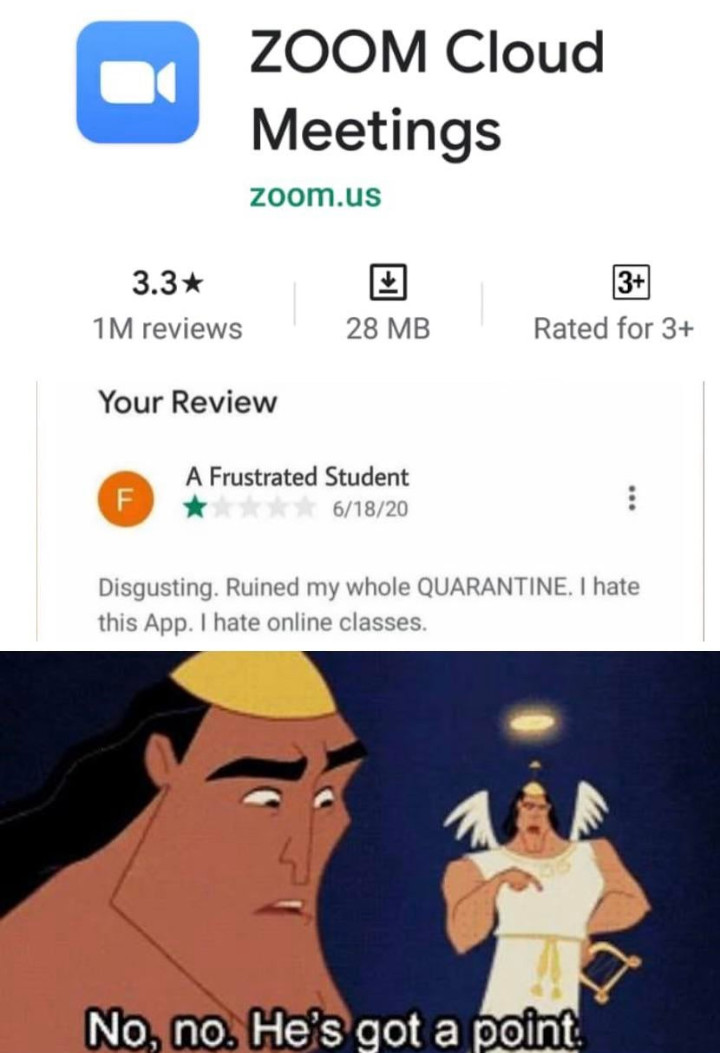 ZOOM Cloud
Meetings
zoom.us
3.3★
3+
1M reviews
28 MB
Rated for 3+
Your Review
F
A Frustrated Student
6/18/20
Disgusting. Ruined my whole QUARANTINE. I hate
this App. I hate online classes.
No, no. He's got a point.